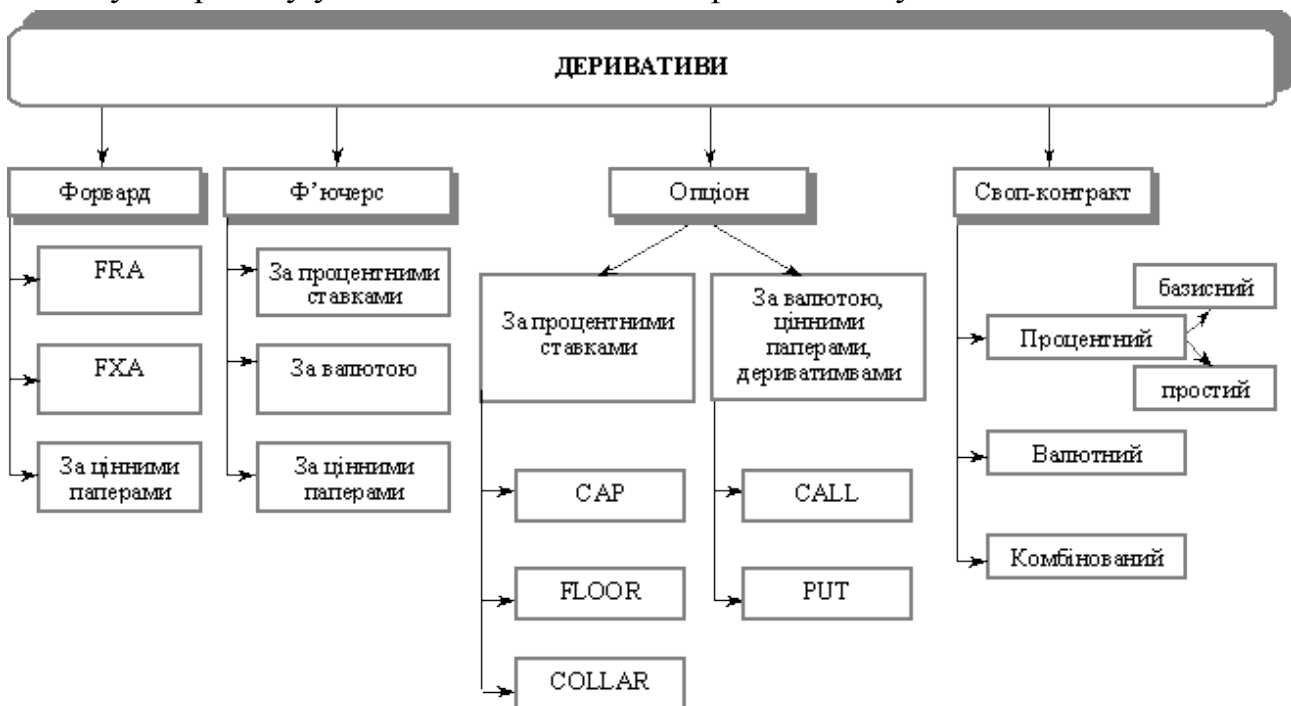 ДЕРИВАТИВИ
Форвард
Ф’ючерс
Опціон
Своп-контракт
FRA
FXA
За цінними
паперами
За процентними
ставками
За валютою
За цінними
паперами
За процентними
ставками
CAP
FLOOR
COLLAR
За валютою,
цінними
паперами,
дериватимвами
CALL
PUT
Процентний
базисний
простий
Валютний
Комбінований